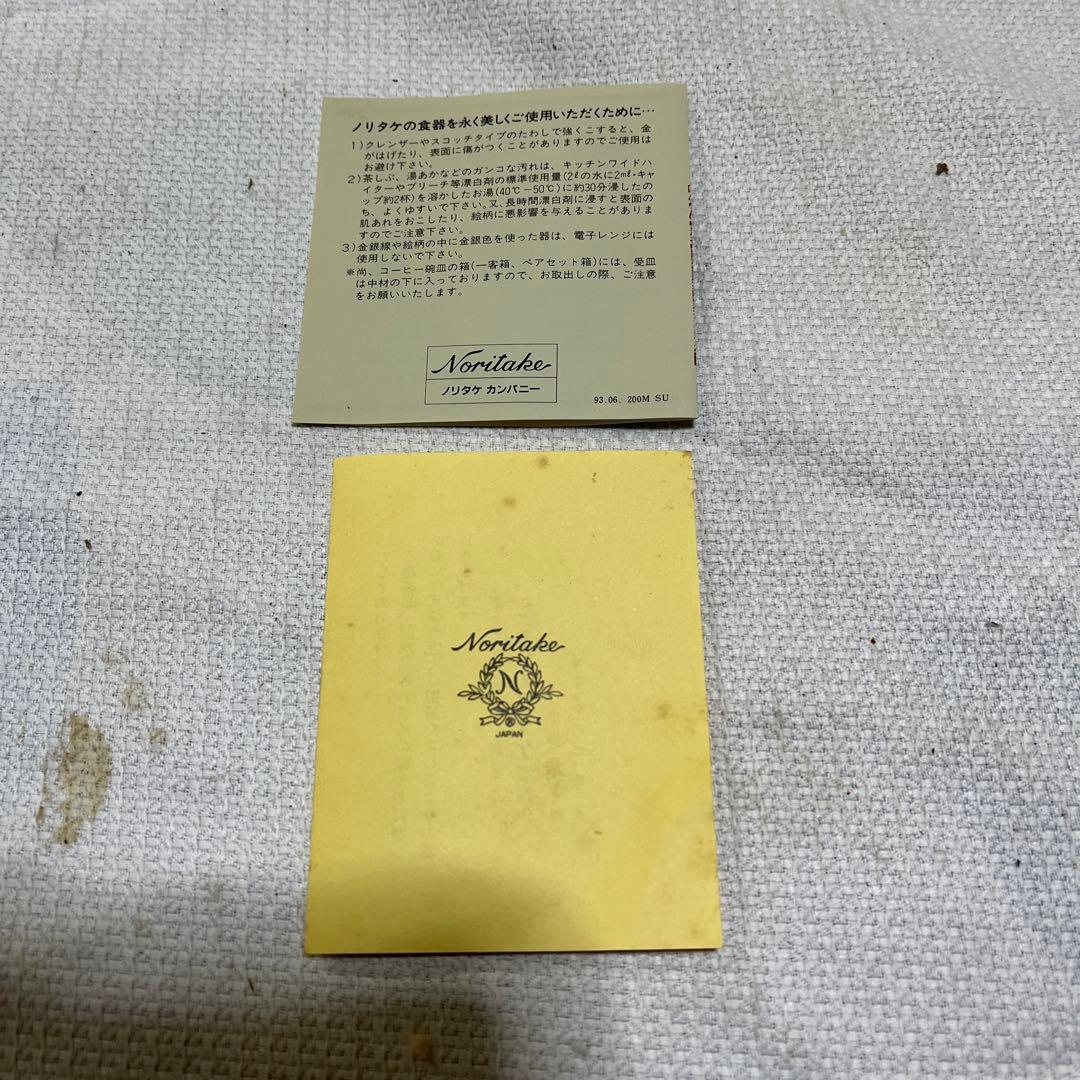 ノリタケの食器を永く美しくご使用いただくために…
1)クレンザーやスコッチタイプのたわしで強くこすると、金
がはげたり、表面に傷がつくことがありますのでご使用は
お避け下さい。
2)茶しぶ、湯あかなどのガンコな汚れは、キッチンワイドハ
イターやブリーチ等漂白剤の標準使用量(2ℓの水に2mℓ・キャ
ップ約2杯)を溶かしたお湯(40℃−50℃)に約30分浸したの
ち、よくゆすいで下さい。又、長時間漂白剤に浸すと表面の
肌あれをおこしたり、絵柄に悪影響を与えることがありま
すのでご注意下さい。
3)金銀線や絵柄の中に金銀色を使った器は、電子レンジには
使用しないで下さい。
※尚、コーヒー碗皿の箱(一客箱、ペアセット箱)には、受皿
は中材の下に入っておりますので、お取出しの際、ご注意
をお願いいたします。
Noritake
ノリタケ カンパニー
93.06. 200M SU
Noritake
N
®
JAPAN